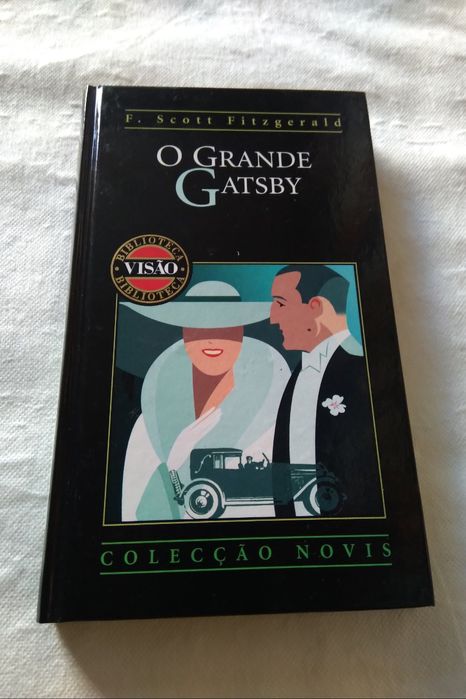 F. Scott Fitzgerald
O GRANDE
GATSBY
BIBLIOTECA
VISÃO
BIBLIOTECA
COLECÇÃO NOVIS